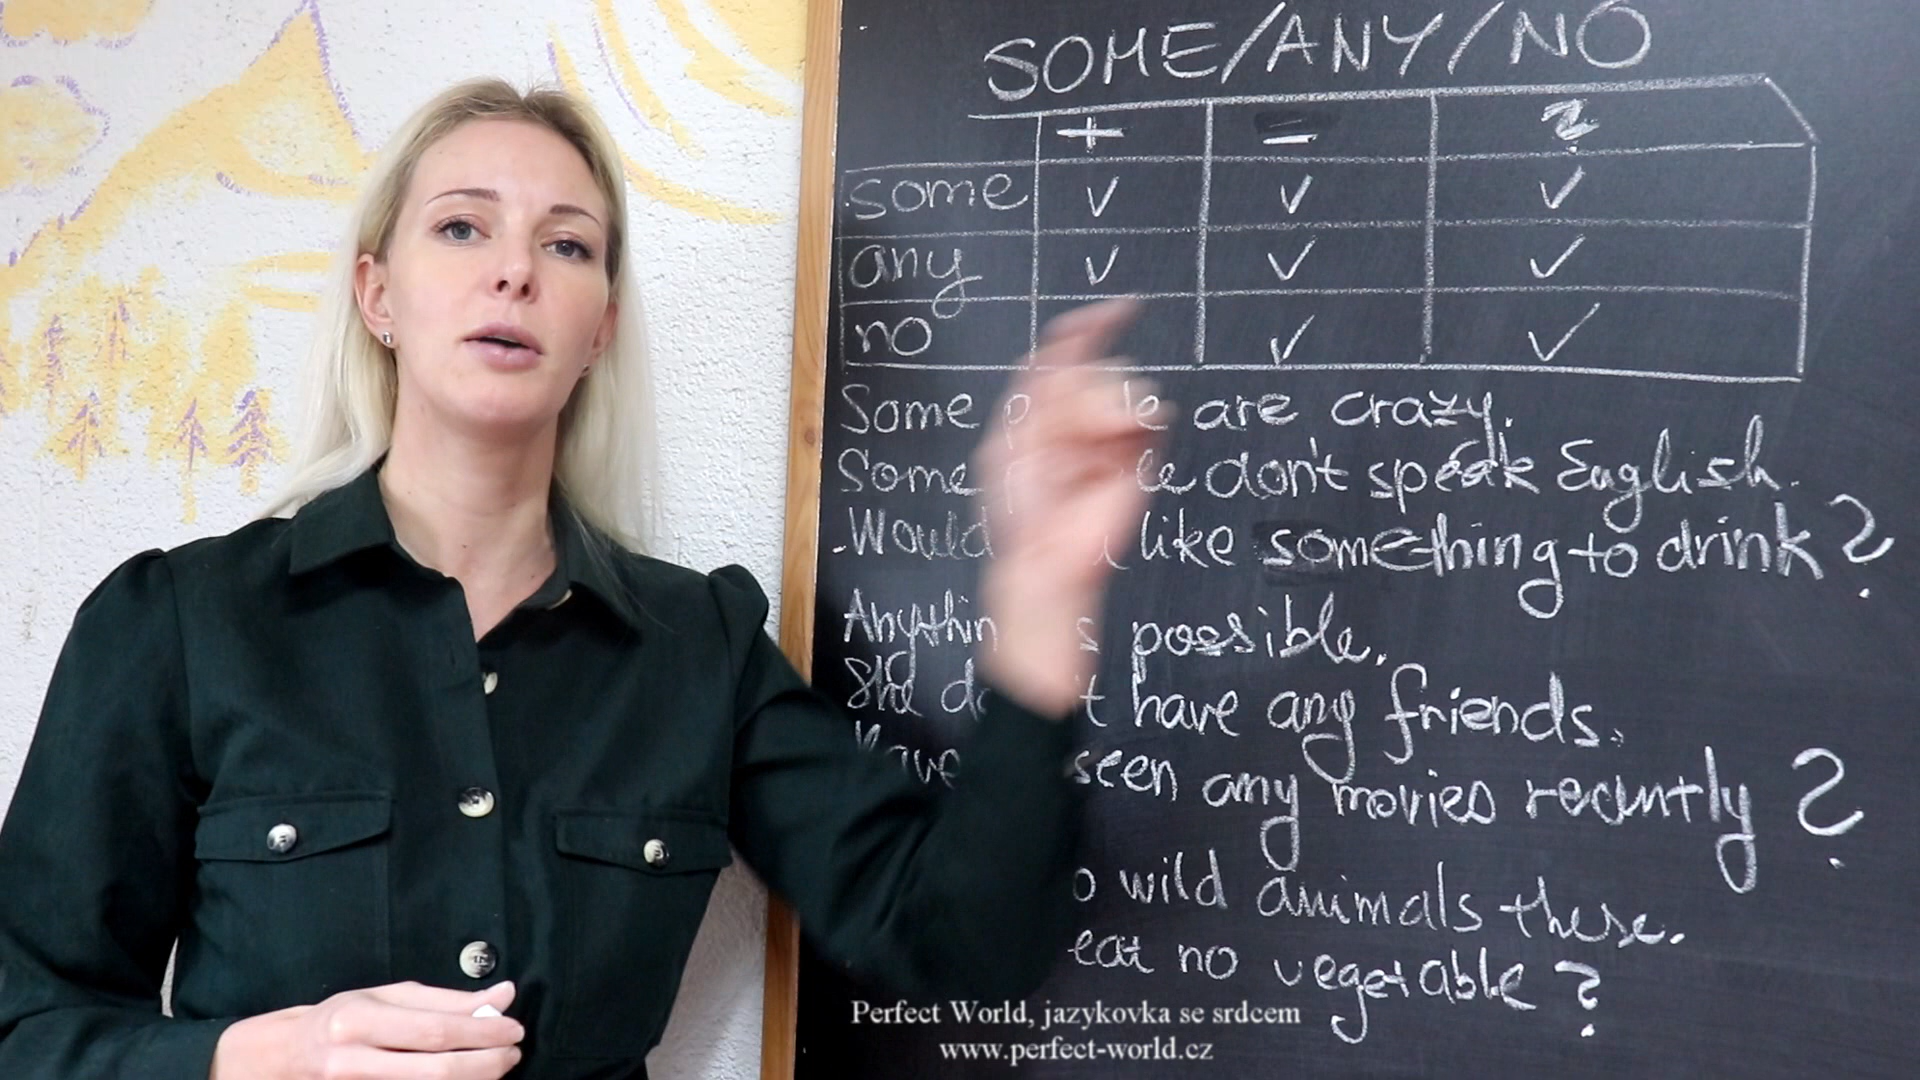 SOME/ANY/NO
+ – ?
some ✓ ✓ ✓
any ✓ ✓ ✓
no ✓ ✓
Some are crazy.
Some don't speak English.
Would like something to drink?
possible.
She have any friends.
seen any movies recently?
wild animals there.
eat no vegetable?
Perfect World, jazykovka se srdcem
www.perfect-world.cz